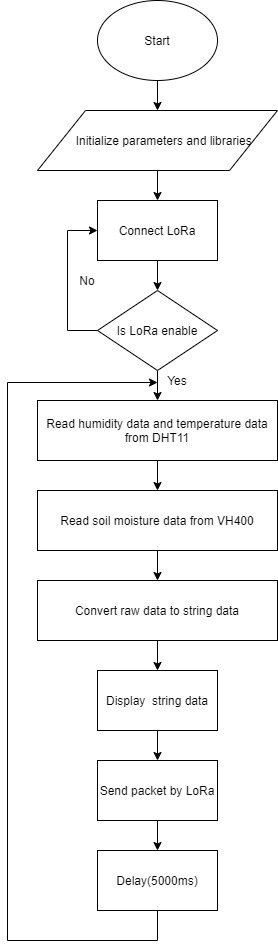 Start
Initialize parameters and libraries
Connect LoRa
No
Is LoRa enable
Yes
Read humidity data and temperature data
from DHT11
Read soil moisture data from VH400
Convert raw data to string data
Display  string data
Send packet by LoRa
Delay(5000ms)